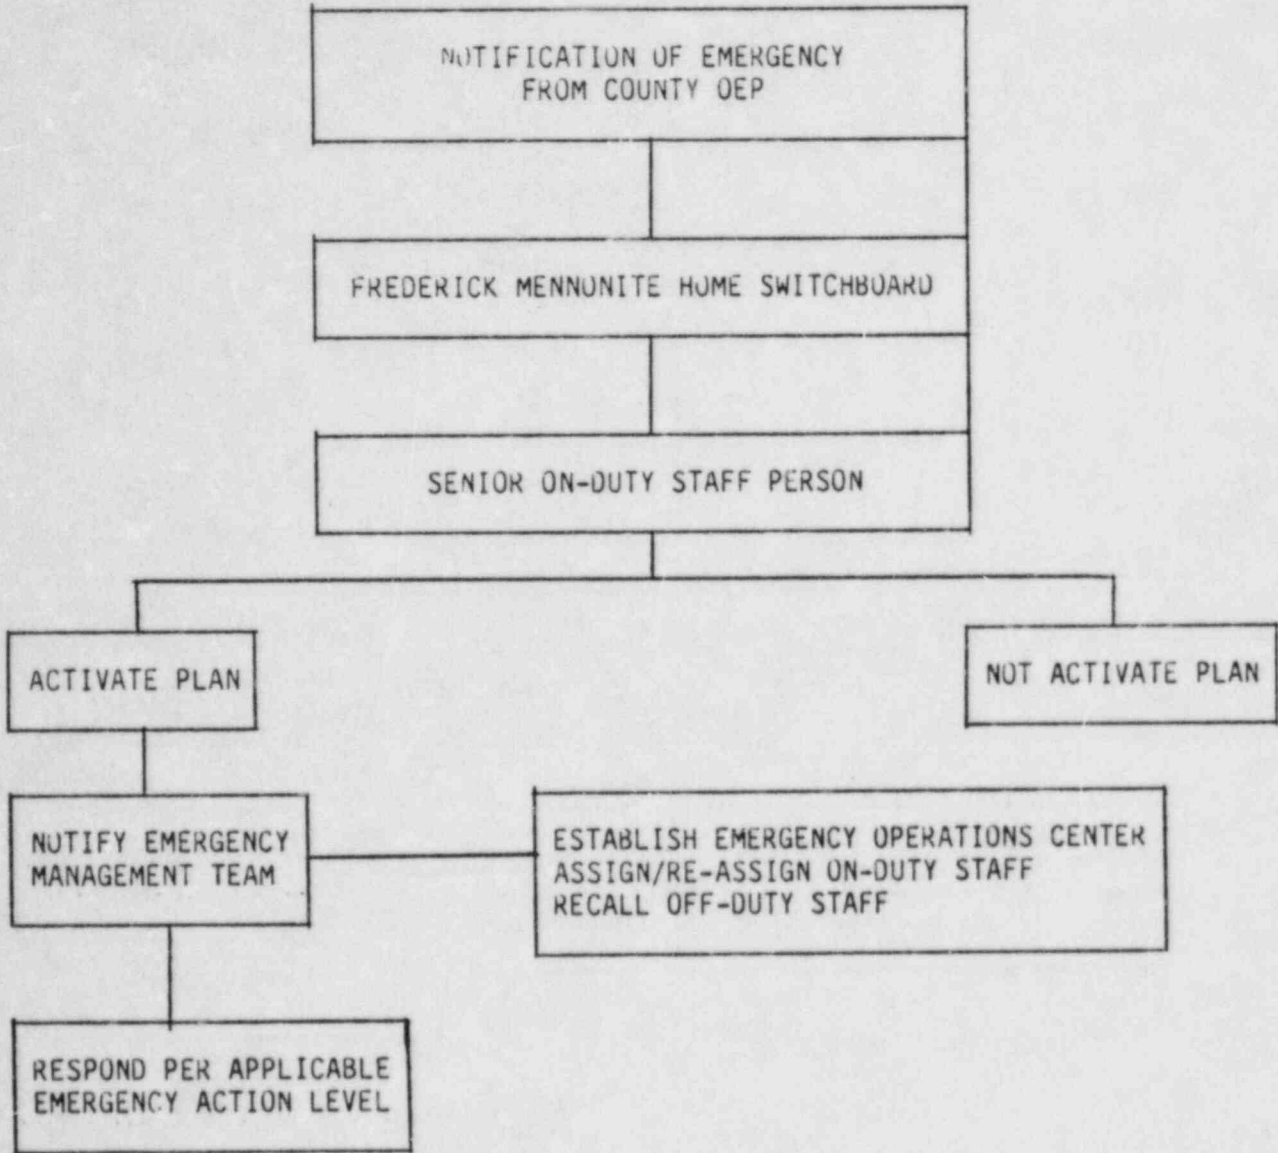 NOTIFICATION OF EMERGENCY
FROM COUNTY OEP
FREDERICK MENNONITE HOME SWITCHBOARD
SENIOR ON-DUTY STAFF PERSON
ACTIVATE PLAN
NOT ACTIVATE PLAN
NOTIFY EMERGENCY
MANAGEMENT TEAM
ESTABLISH EMERGENCY OPERATIONS CENTER
ASSIGN/RE-ASSIGN ON-DUTY STAFF
RECALL OFF-DUTY STAFF
RESPOND PER APPLICABLE
EMERGENCY ACTION LEVEL